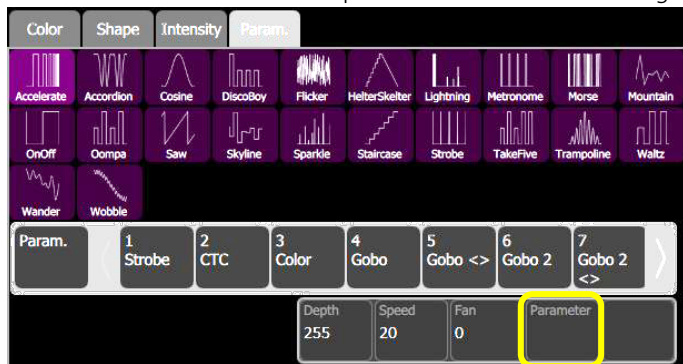 Color Shape Intensity Param.
Accelerate Accordion Cosine DiscoBoy Flicker HelterSkelter Lightning Metronome Morse Mountain
OnOff Oompa Saw Skyline Sparkle Staircase Strobe TakeFive Trampoline Waltz
Wander Wobble
Param. 1 2 3 4 5 6 7
Strobe CTC Color Gobo Gobo <> Gobo 2 Gobo 2
<>
Depth Speed Fan Parameter
255 20 0